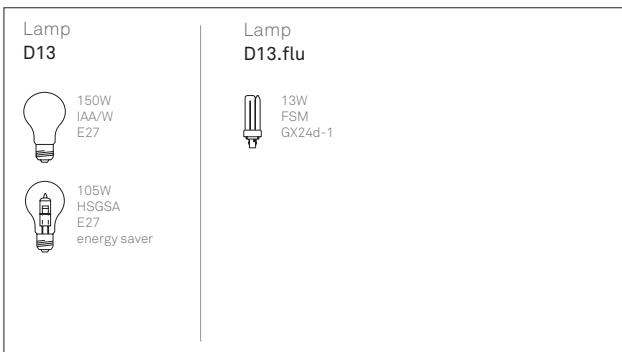 Lamp
D13
150W
IAA/W
E27
105W
HSGSA
E27
energy saver
Lamp
D13.flu
13W
FSM
GX24d-1